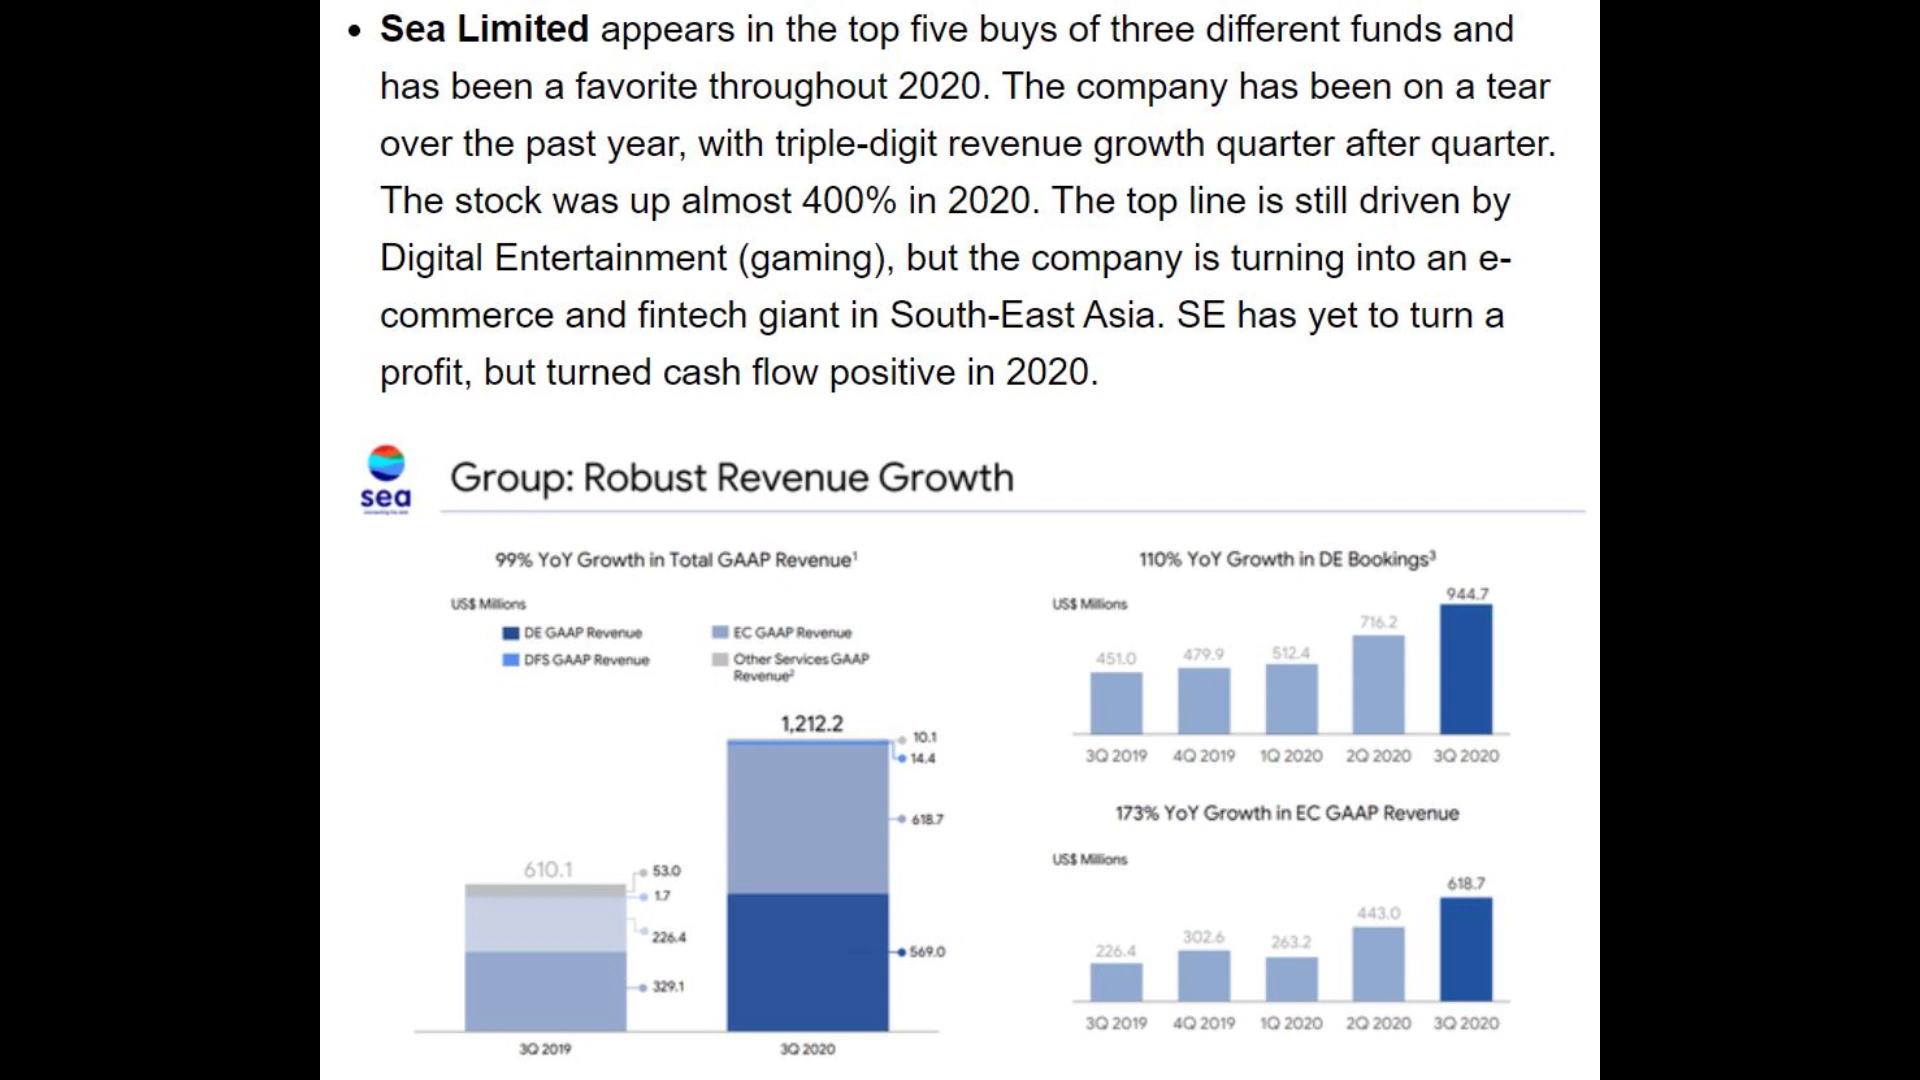 • Sea Limited appears in the top five buys of three different funds and
has been a favorite throughout 2020. The company has been on a tear
over the past year, with triple-digit revenue growth quarter after quarter.
The stock was up almost 400% in 2020. The top line is still driven by
Digital Entertainment (gaming), but the company is turning into an e-
commerce and fintech giant in South-East Asia. SE has yet to turn a
profit, but turned cash flow positive in 2020.
sea
Group: Robust Revenue Growth
99% YoY Growth in Total GAAP Revenue¹
US$ Millions
DE GAAP Revenue
EC GAAP Revenue
DFS GAAP Revenue
Other Services GAAP
Revenue²
610.1
53.0
1.7
226.4
329.1
1,212.2
10.1
14.4
618.7
569.0
3Q 2019
3Q 2020
110% YoY Growth in DE Bookings³
US$ Millions
451.0
479.9
512.4
716.2
944.7
3Q 2019
4Q 2019
1Q 2020
2Q 2020
3Q 2020
173% YoY Growth in EC GAAP Revenue
US$ Millions
226.4
302.6
263.2
443.0
618.7
3Q 2019
4Q 2019
1Q 2020
2Q 2020
3Q 2020